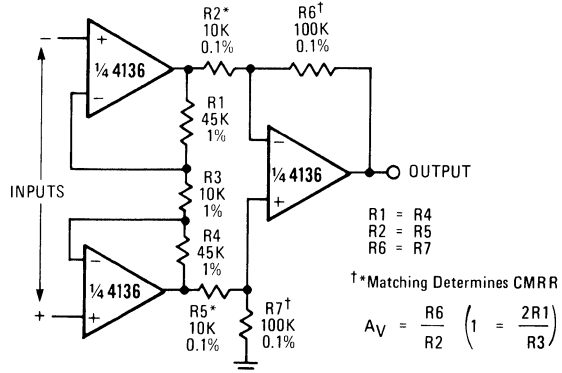 R2*
10K
0.1%
R6†
100K
0.1%
−
+
¼ 4136
−
R1
45K
1%
−
¼ 4136
+
OUTPUT
INPUTS
R3
10K
1%
R1 = R4
R2 = R5
R6 = R7
R4
45K
1%
−
¼ 4136
+
+
R5*
10K
0.1%
R7†
100K
0.1%
†*Matching Determines CMRR
AV = R6/R2 (1 = 2R1/R3)